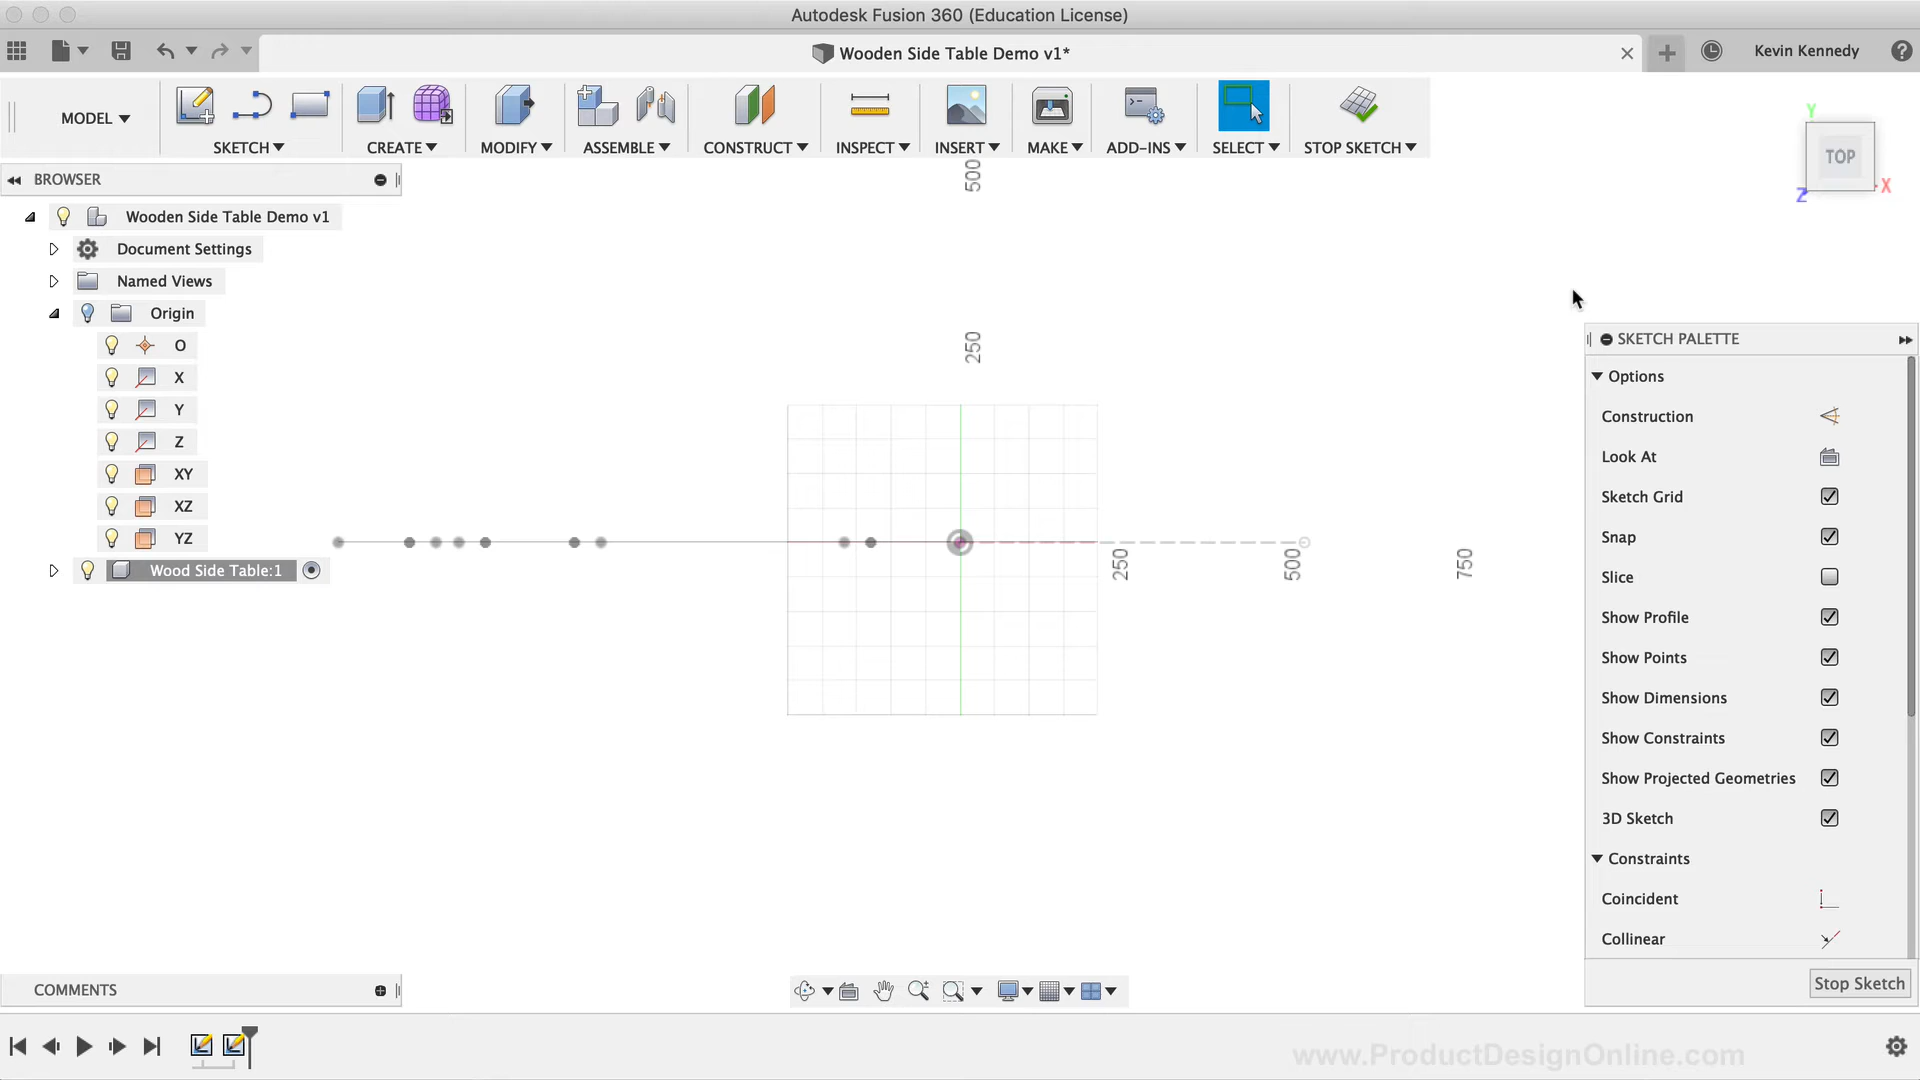 Autodesk Fusion 360 (Education License)
Wooden Side Table Demo v1*
Kevin Kennedy
MODEL
SKETCH
CREATE
MODIFY
ASSEMBLE
CONSTRUCT
INSPECT
INSERT
MAKE
ADD-INS
SELECT
STOP SKETCH
BROWSER
Wooden Side Table Demo v1
Document Settings
Named Views
Origin
O
X
Y
Z
XY
XZ
YZ
Wood Side Table:1
500
250
250
500
750
Y
TOP
X
Z
SKETCH PALETTE
Options
Construction
Look At
Sketch Grid
Snap
Slice
Show Profile
Show Points
Show Dimensions
Show Constraints
Show Projected Geometries
3D Sketch
Constraints
Coincident
Collinear
Stop Sketch
COMMENTS
www.ProductDesignOnline.com